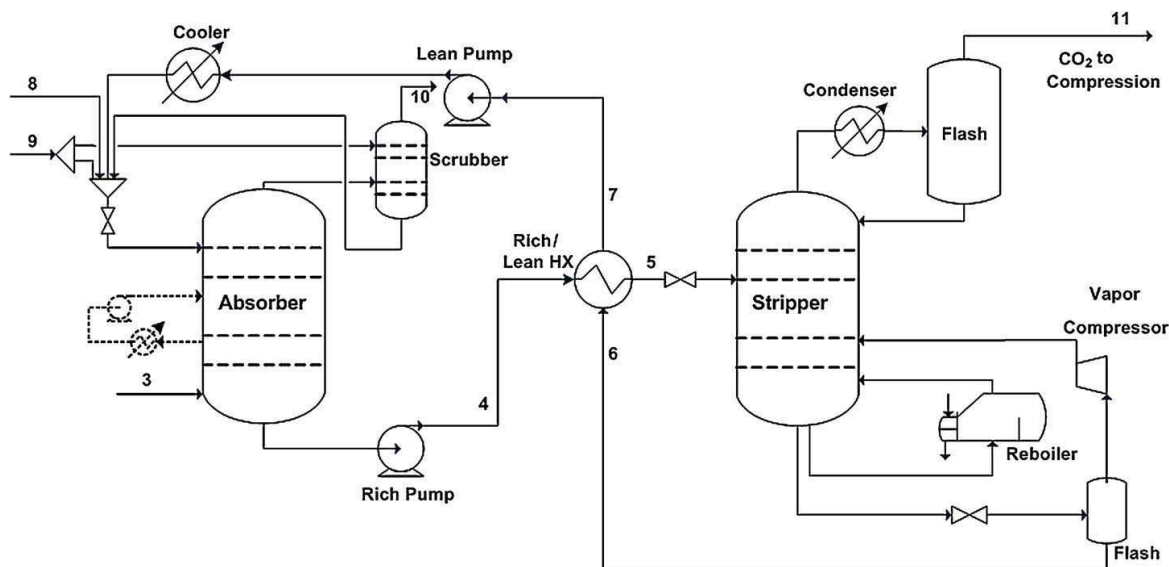 11
Cooler
Lean Pump
CO2 to
Compression
8
10
Condenser
Flash
9
Scrubber
7
Rich/
Lean HX
5
Absorber
Stripper
Vapor
Compressor
6
3
4
Reboiler
Rich Pump
Flash